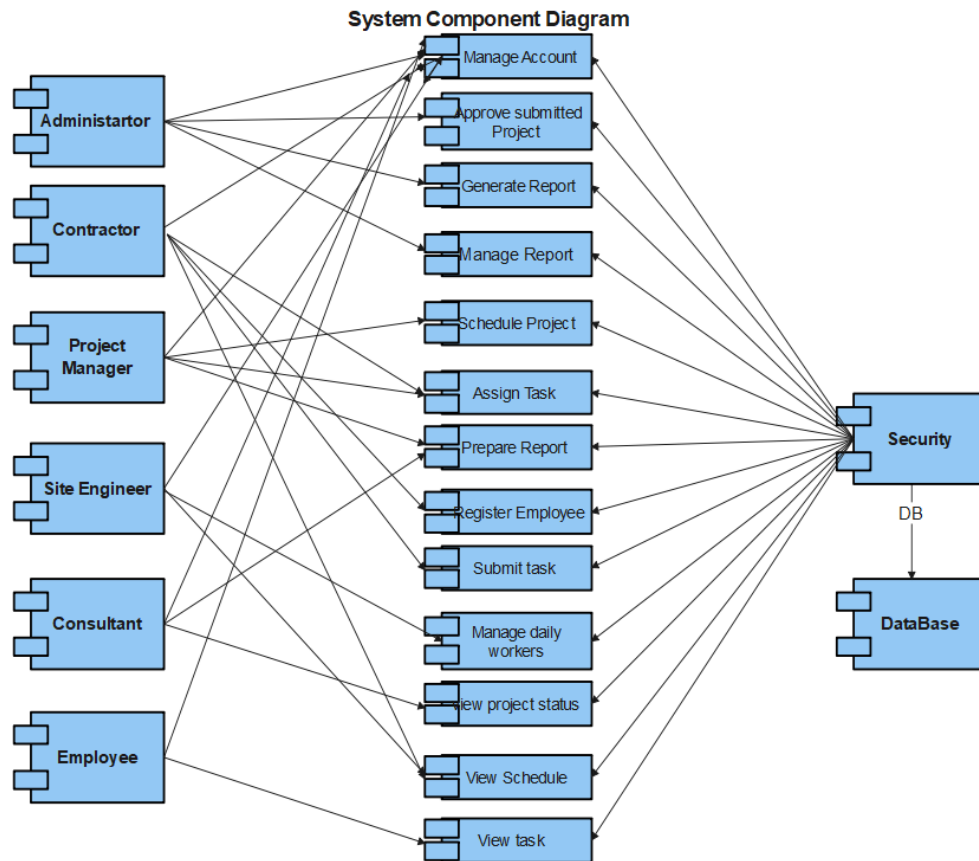 System Component Diagram
Manage Account
Administartor
Approve submitted
Project
Generate Report
Contractor
Manage Report
Project
Manager
Schedule Project
Assign Task
Prepare Report
Security
Site Engineer
Register Employee
DB
Submit task
Consultant
Manage daily
workers
DataBase
View project status
Employee
View Schedule
View task